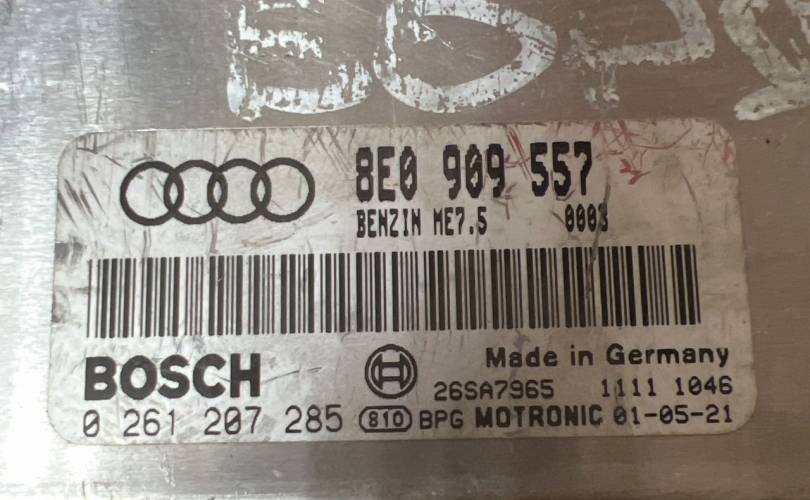 8E0 909 557
BENZIN ME7.5 0003
BOSCH
Made in Germany
26SA7965 1111 1046
0 261 207 285 810 BPG MOTRONIC 01-05-21